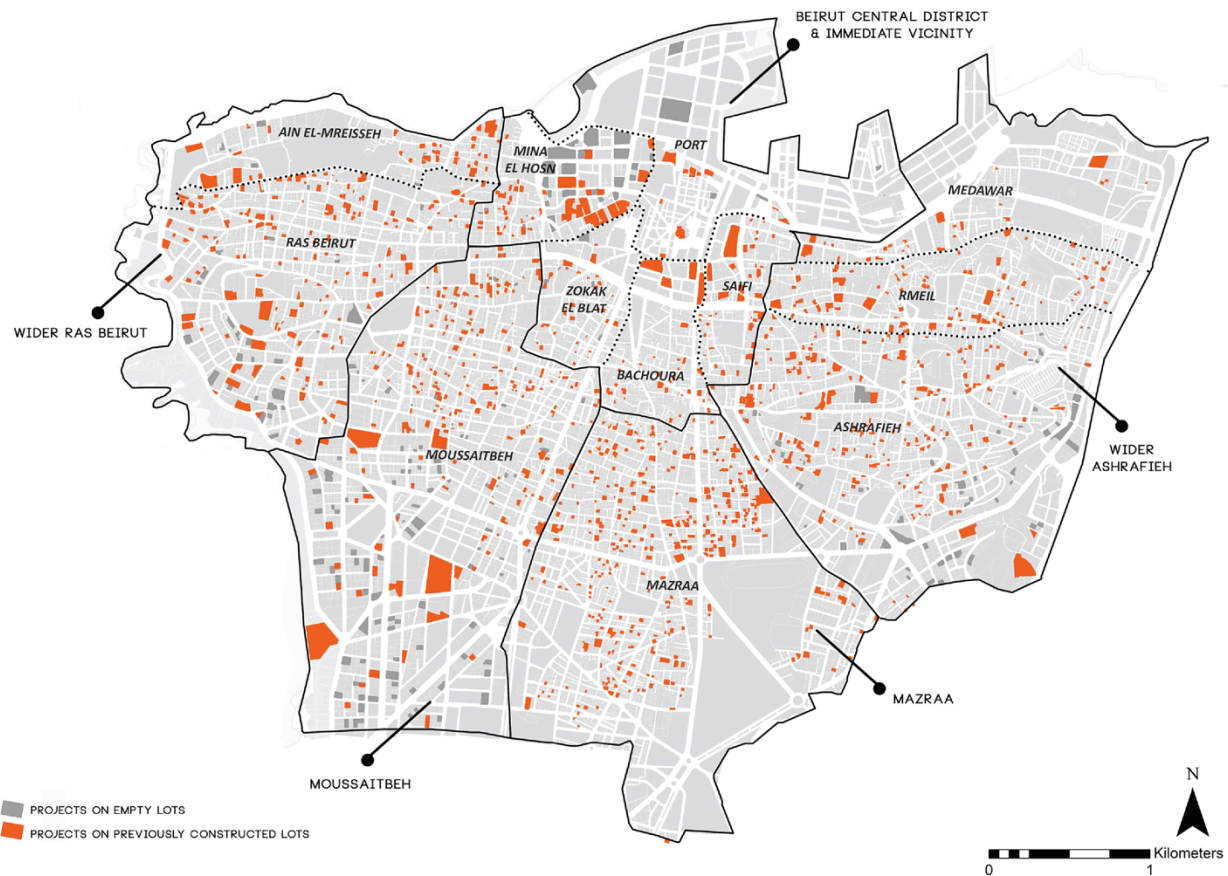 BEIRUT CENTRAL DISTRICT
& IMMEDIATE VICINITY
AIN EL-MREISSEH
MINA
EL HOSN
PORT
MEDAWAR
RAS BEIRUT
ZOKAK
EL BLAT
SAIFI
RMEIL
WIDER RAS BEIRUT
BACHOURA
ASHRAFIEH
WIDER
ASHRAFIEH
MOUSSAITBEH
MAZRAA
MAZRAA
MOUSSAITBEH
PROJECTS ON EMPTY LOTS
PROJECTS ON PREVIOUSLY CONSTRUCTED LOTS
N
Kilometers
0 1